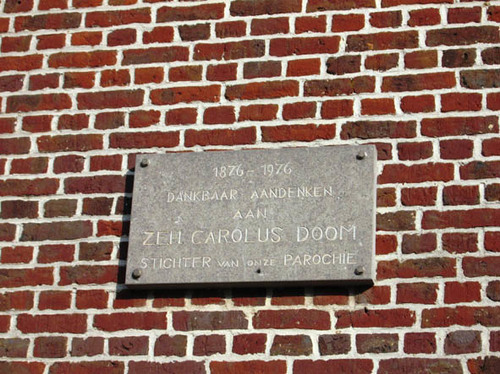 1876 - 1976
DANKBAAR AANDENKEN
AAN
ZEH CAROLUS DOOM
STICHTER VAN ONZE PAROCHIE